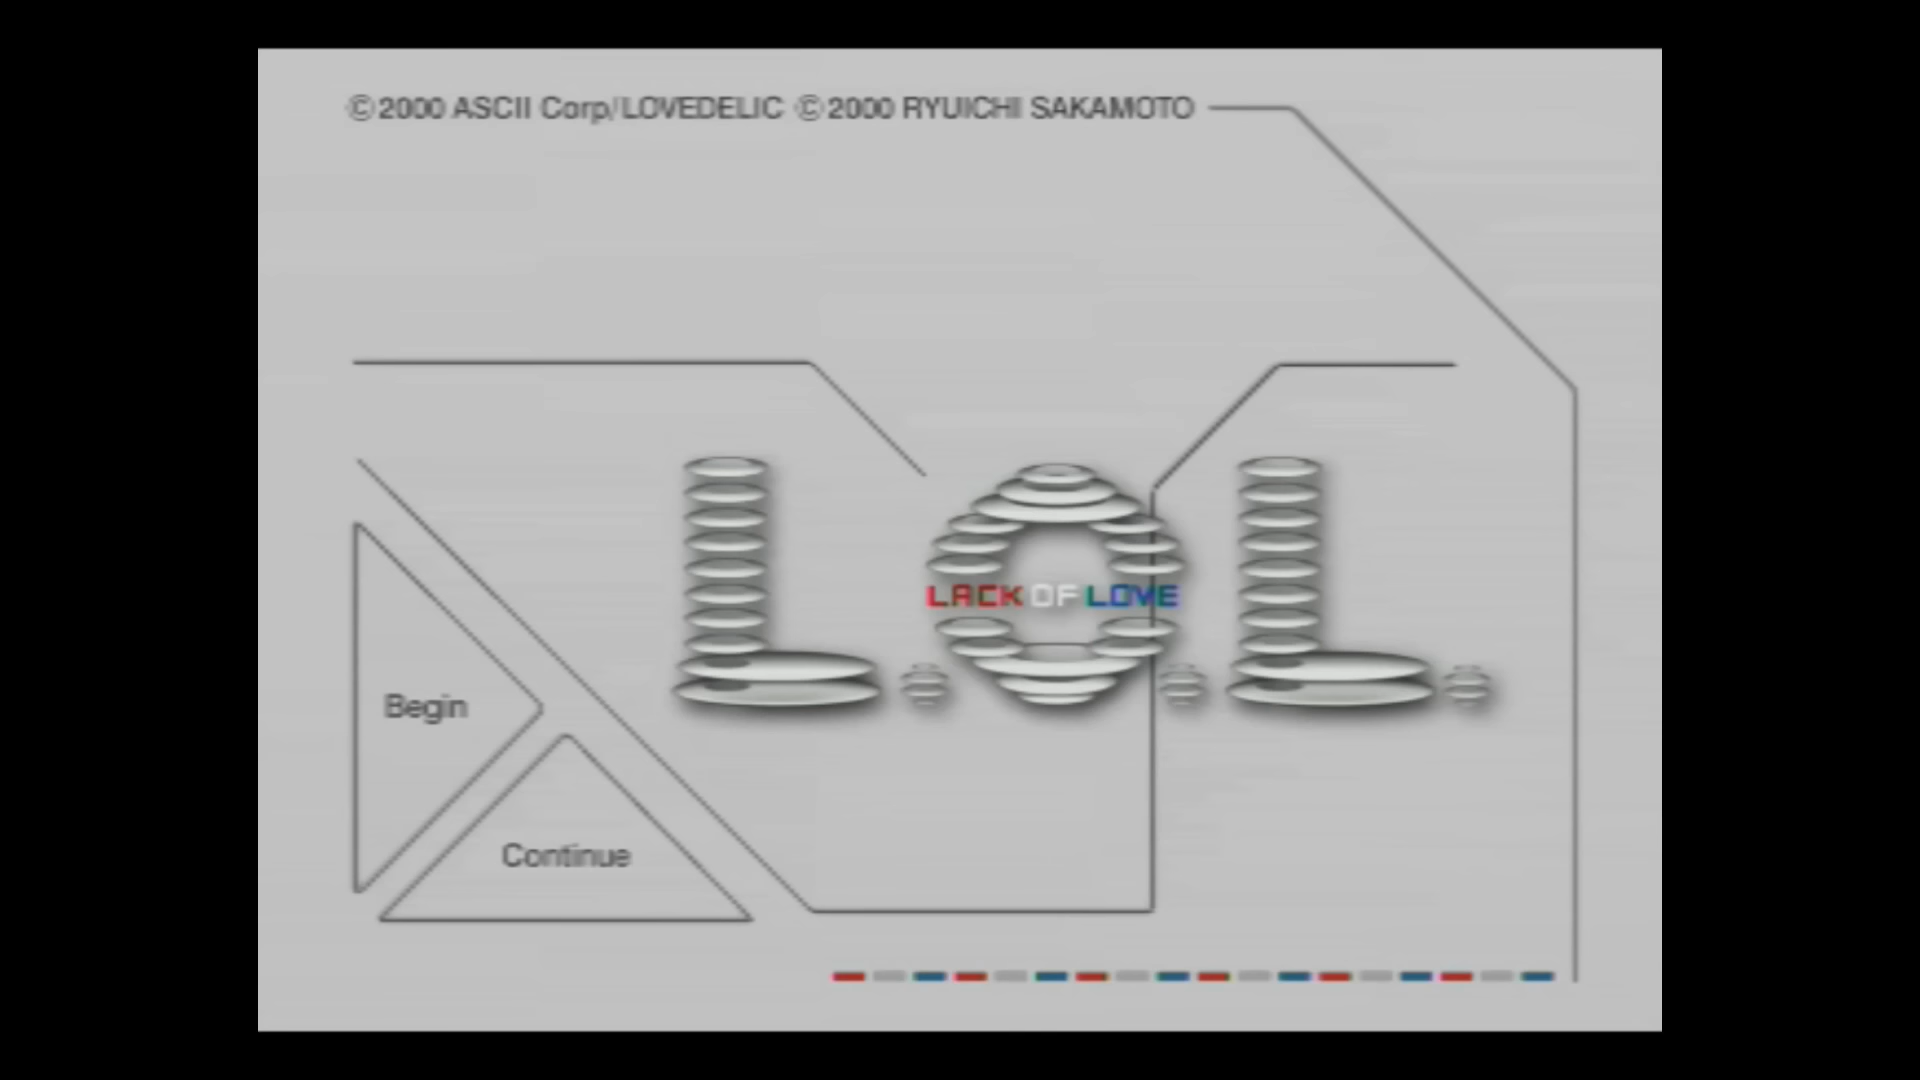 ©2000 ASCII Corp/LOVEDELIC ©2000 RYUICHI SAKAMOTO
L.O.L.
LACK OF LOVE
Begin
Continue